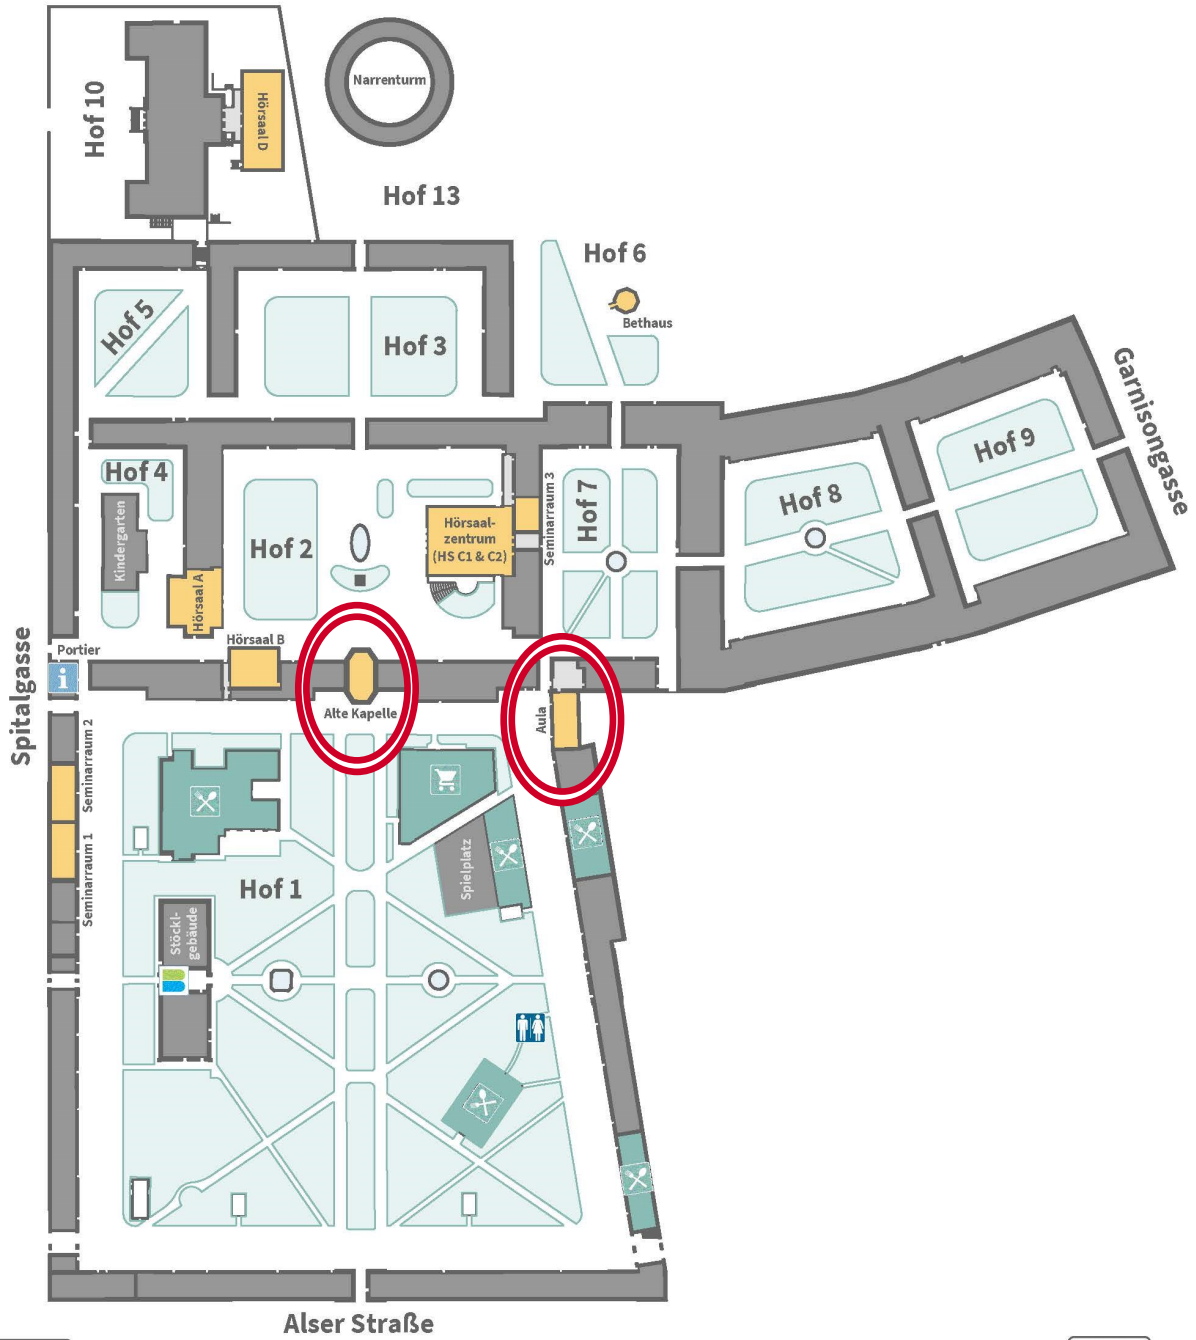 Narrenturm
Hof 10
Hörsaal D
Hof 13
Hof 6
Bethaus
Hof 5
Hof 3
Garnisongasse
Hof 9
Hof 4
Kindergarten
Hof 2
Hörsaal-
zentrum
(HS C1 & C2)
Seminarraum 3
Hof 7
Hof 8
Hörsaal A
Hörsaal B
Portier
i
Spitalgasse
Alte Kapelle
Aula
Seminarraum 2
Seminarraum 1
Spielplatz
Hof 1
Stöckl-
gebäude
Alser Straße